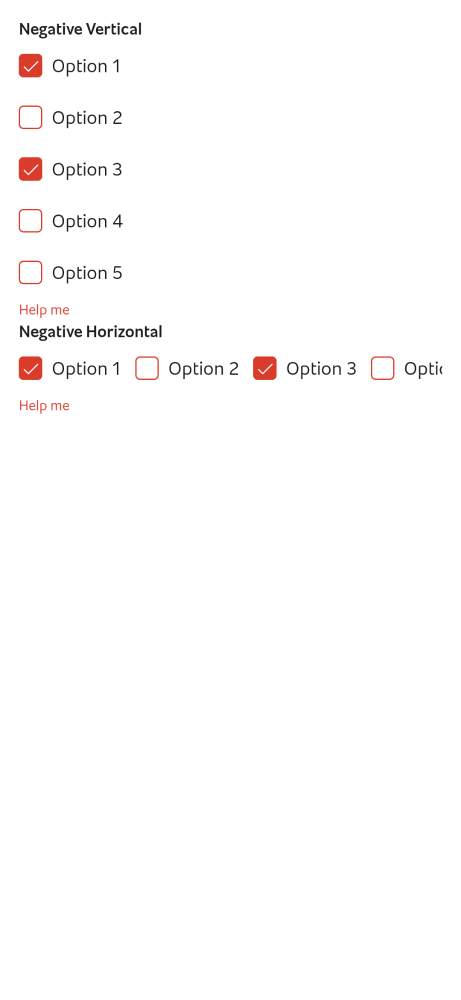 Negative Vertical
Option 1
Option 2
Option 3
Option 4
Option 5
Help me
Negative Horizontal
Option 1 Option 2 Option 3
Help me